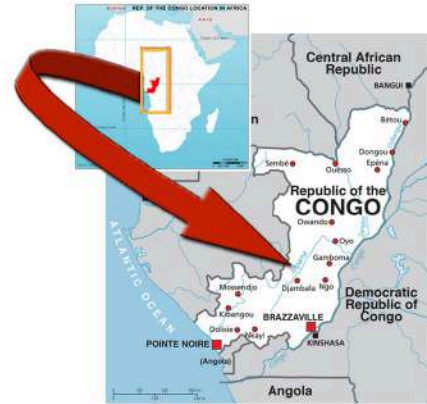 REP. OF THE CONGO LOCATION IN AFRICA
Central African
Republic
BANGUI
Bétou
Dongou
Epéna
Sembé
Ouesso
Republic of the
CONGO
Owando
Oyo
Gamboma
Djambala
Ngo
Mossendjo
Kibangou
Dolisie
Nkayi
BRAZZAVILLE
KINSHASA
Democratic
Republic of
Congo
ATLANTIC OCEAN
POINTE NOIRE
(Angola)
Angola